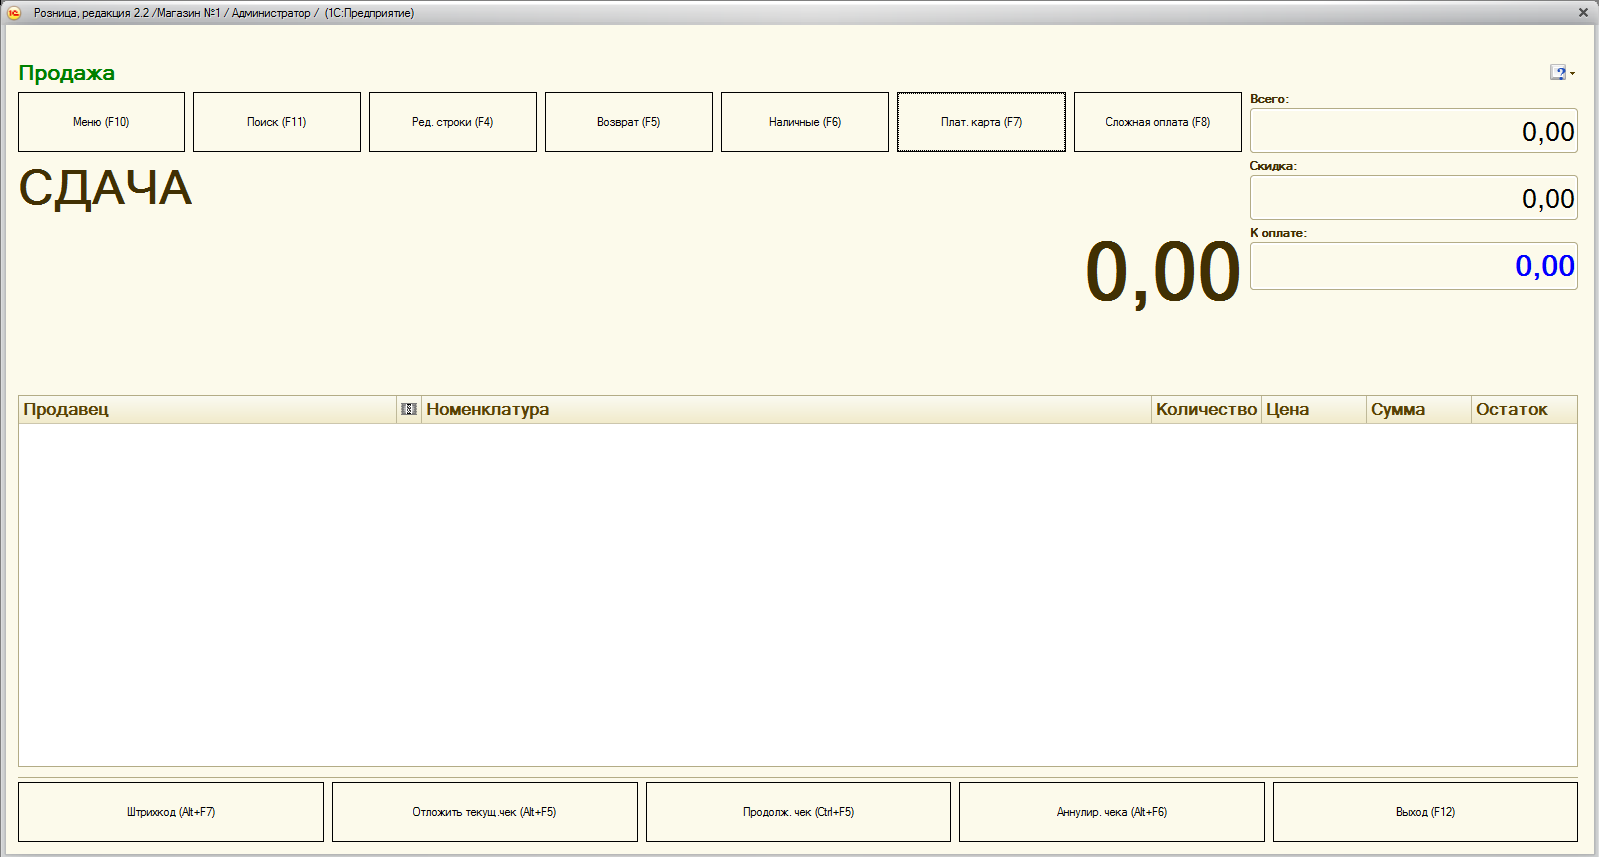 Розница, редакция 2.2 /Магазин №1 / Администратор / (1С:Предприятие)
Продажа
Меню (F10)
Поиск (F11)
Ред. строки (F4)
Возврат (F5)
Наличные (F6)
Плат. карта (F7)
Сложная оплата (F8)
Всего:
0,00
СДАЧА
Скидка:
0,00
К оплате:
0,00
0,00
Продавец
Номенклатура
Количество
Цена
Сумма
Остаток
Штрихкод (Alt+F7)
Отложить текущ.чек (Alt+F5)
Продолж. чек (Ctrl+F5)
Аннулир. чека (Alt+F6)
Выход (F12)